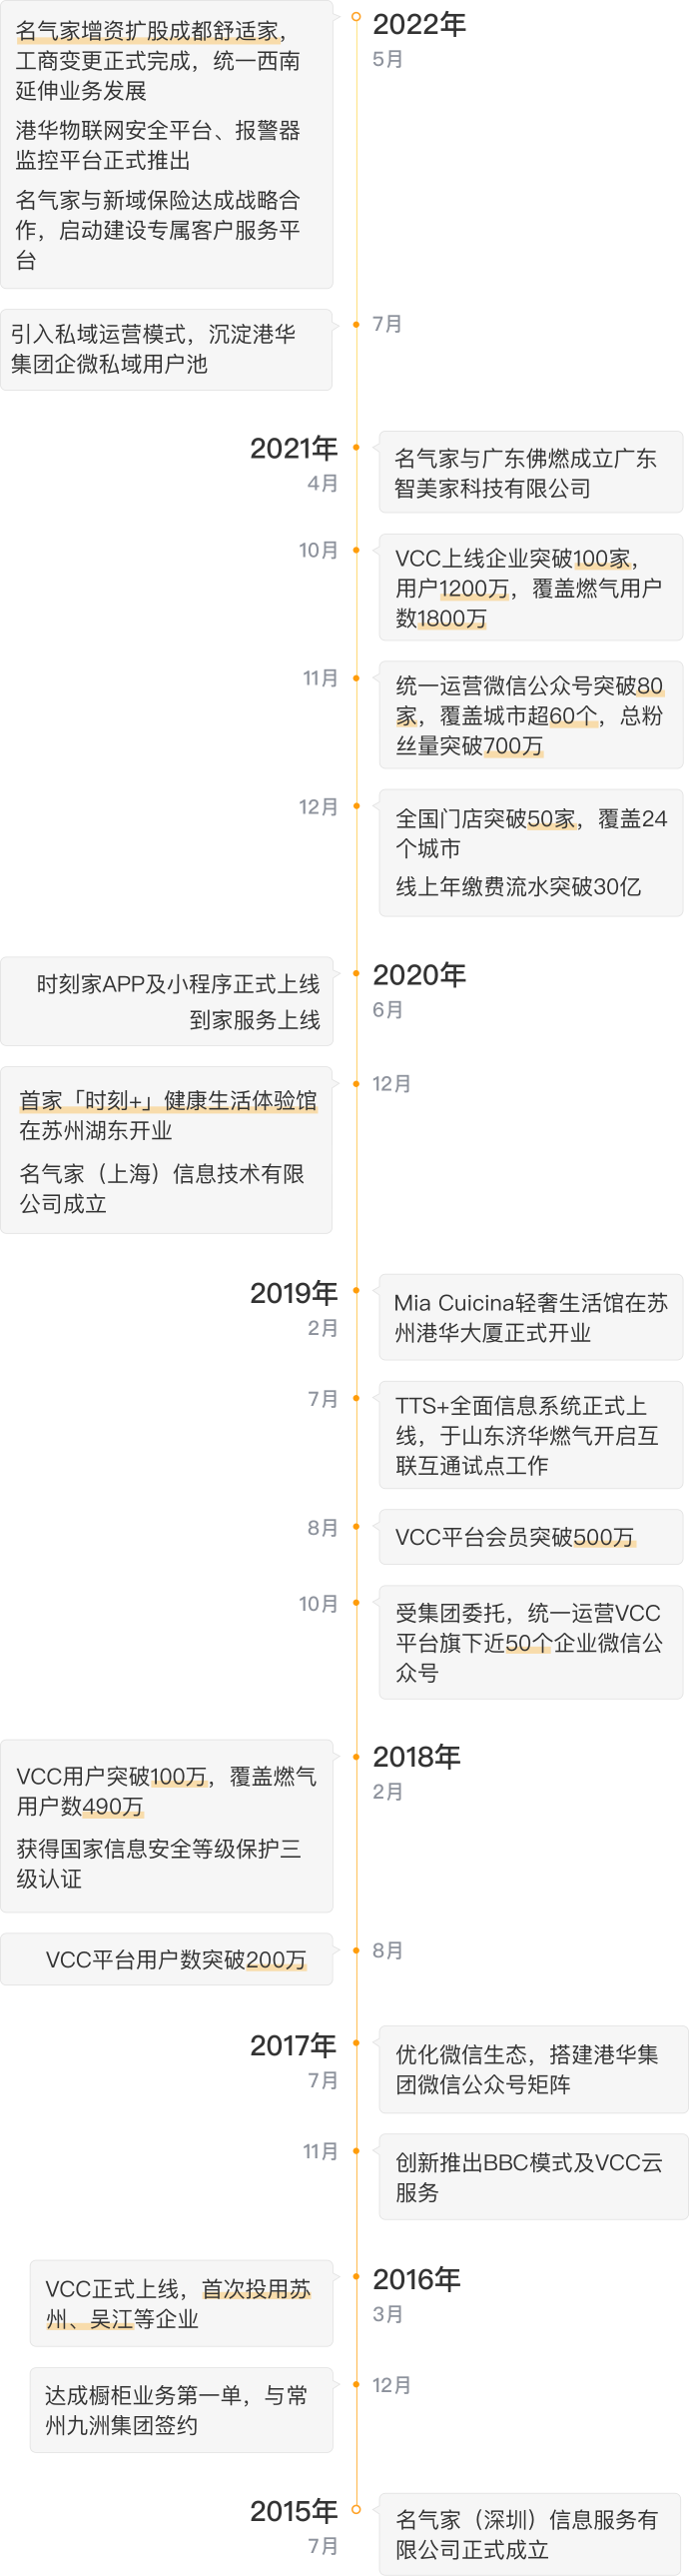 2022年
5月
名气家增资扩股成都舒适家，
工商变更正式完成，统一西南
延伸业务发展
港华物联网安全平台、报警器
监控平台正式推出
名气家与新域保险达成战略合
作，启动建设专属客户服务平
台
7月
引入私域运营模式，沉淀港华
集团企微私域用户池
2021年
4月
名气家与广东佛燃成立广东
智美家科技有限公司
10月
VCC上线企业突破100家，
用户1200万，覆盖燃气用户
数1800万
11月
统一运营微信公众号突破80
家，覆盖城市超60个，总粉
丝量突破700万
12月
全国门店突破50家，覆盖24
个城市
线上年缴费流水突破30亿
2020年
6月
时刻家APP及小程序正式上线
到家服务上线
12月
首家「时刻+」健康生活体验馆
在苏州湖东开业
名气家（上海）信息技术有限
公司成立
2019年
2月
Mia Cuicina轻奢生活馆在苏
州港华大厦正式开业
7月
TTS+全面信息系统正式上
线，于山东济华燃气开启互
联互通试点工作
8月
VCC平台会员突破500万
10月
受集团委托，统一运营VCC
平台旗下近50个企业微信公
众号
2018年
2月
VCC用户突破100万，覆盖燃气
用户数490万
获得国家信息安全等级保护三
级认证
8月
VCC平台用户数突破200万
2017年
7月
优化微信生态，搭建港华集
团微信公众号矩阵
11月
创新推出BBC模式及VCC云
服务
2016年
3月
VCC正式上线，首次投用苏
州、吴江等企业
12月
达成橱柜业务第一单，与常
州九洲集团签约
2015年
7月
名气家（深圳）信息服务有
限公司正式成立